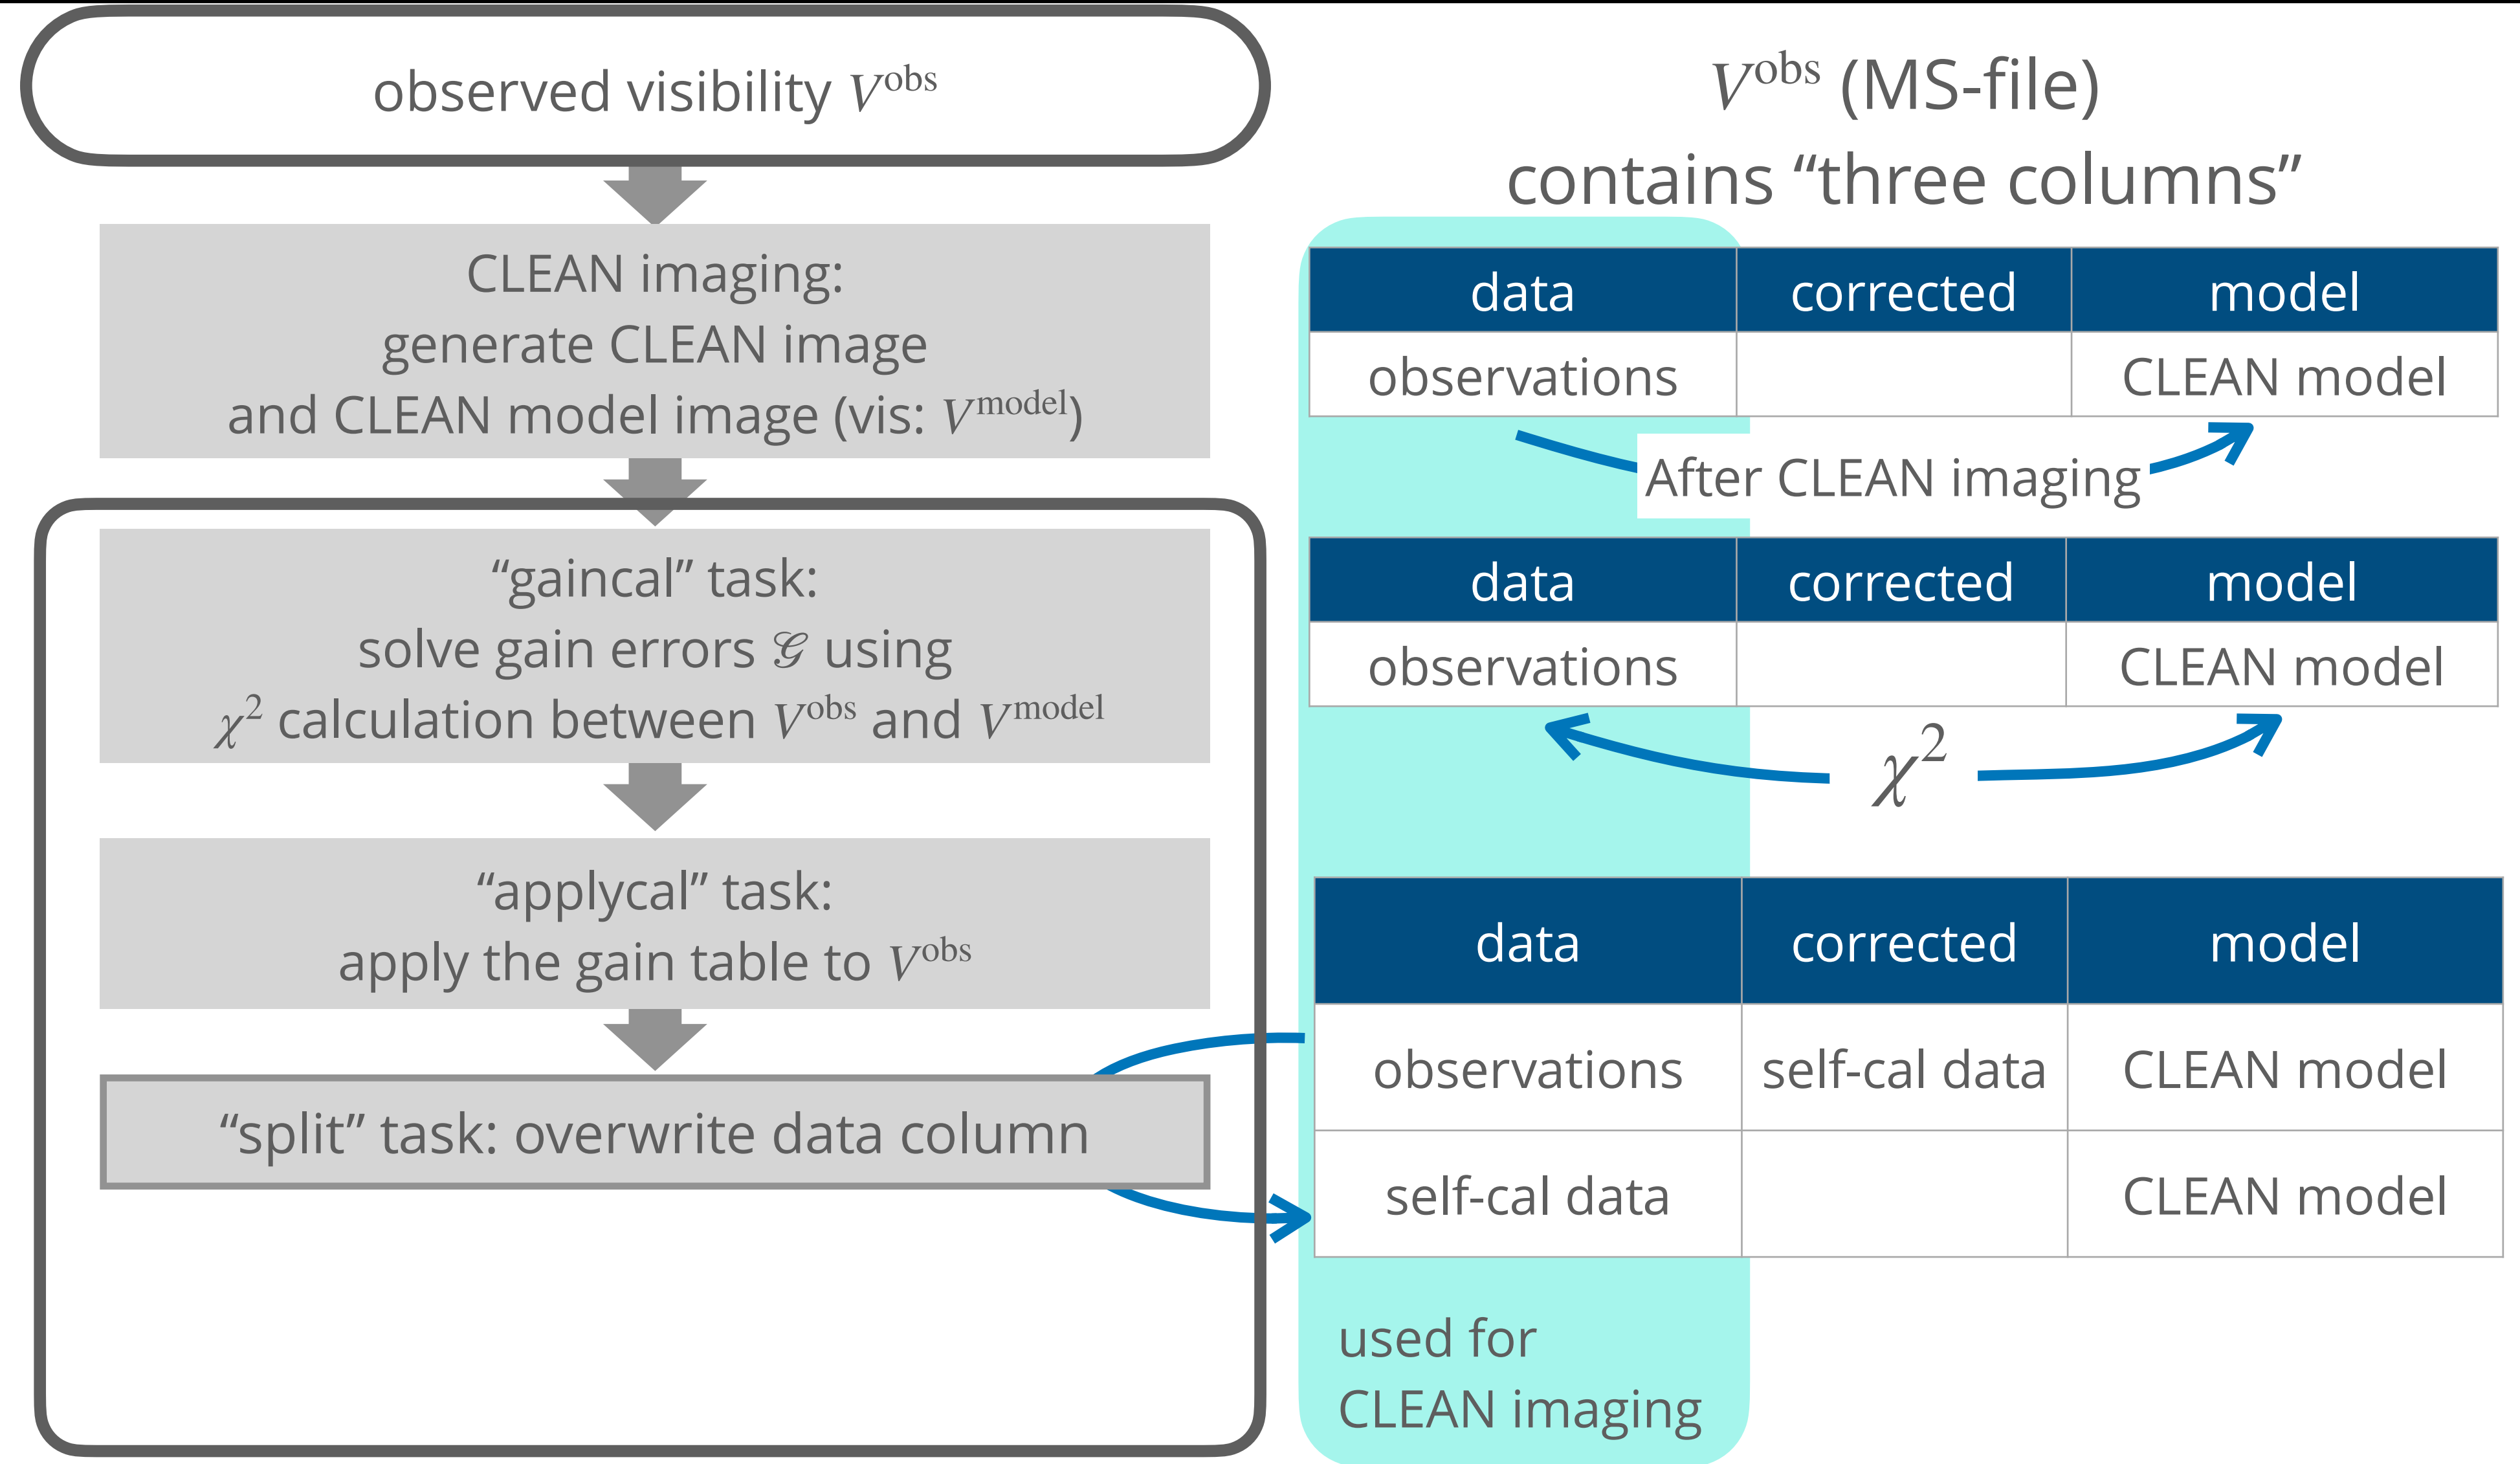 observed visibility V^obs
CLEAN imaging:
generate CLEAN image
and CLEAN model image (vis: V^model)
“gaincal” task:
solve gain errors 𝒢 using
χ² calculation between V^obs and V^model
“applycal” task:
apply the gain table to V^obs
“split” task: overwrite data column
V^obs (MS-file)
contains “three columns”
data corrected model
observations CLEAN model
After CLEAN imaging
data corrected model
observations CLEAN model
χ²
data corrected model
observations self-cal data CLEAN model
self-cal data CLEAN model
used for
CLEAN imaging